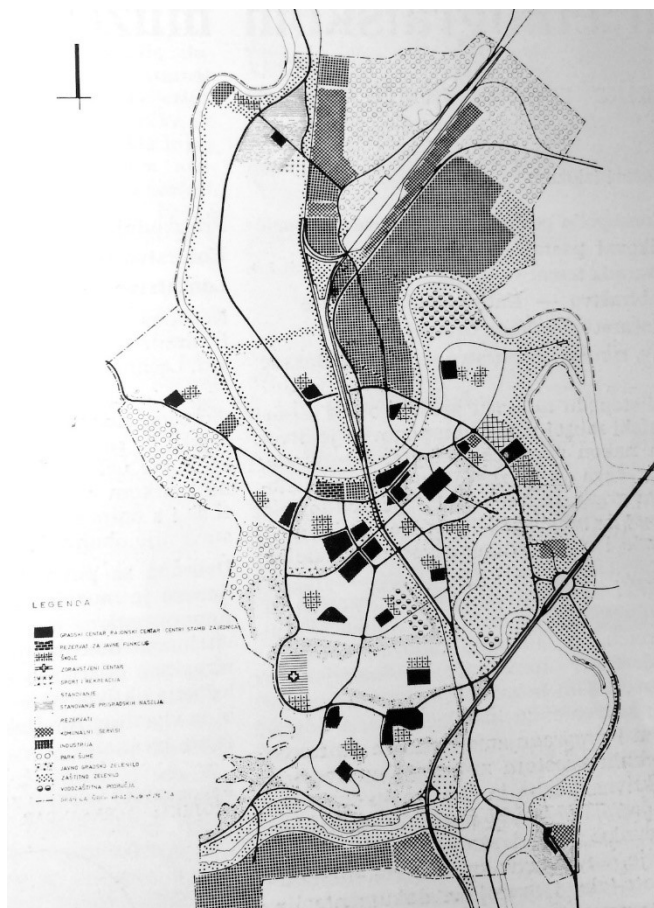 LEGENDA
GRADSKI CENTAR, RAJONSKI CENTAR, CENTRI STAMB ZAJEDNICA
REZERVAT ZA JAVNE FUNKCIJE
ŠKOLE
ZDRAVSTVENI CENTAR
SPORT I REKREACIJA
STANOVANJE
STANOVANJE PRIGRADSKIH NASELJA
REZERVATI
KOMUNALNI SERVISI
INDUSTRIJA
PARK ŠUME
JAVNO GRADSKO ZELENILO
ZAŠTITNO ZELENILO
VODOZAŠTITNA PODRUČJA